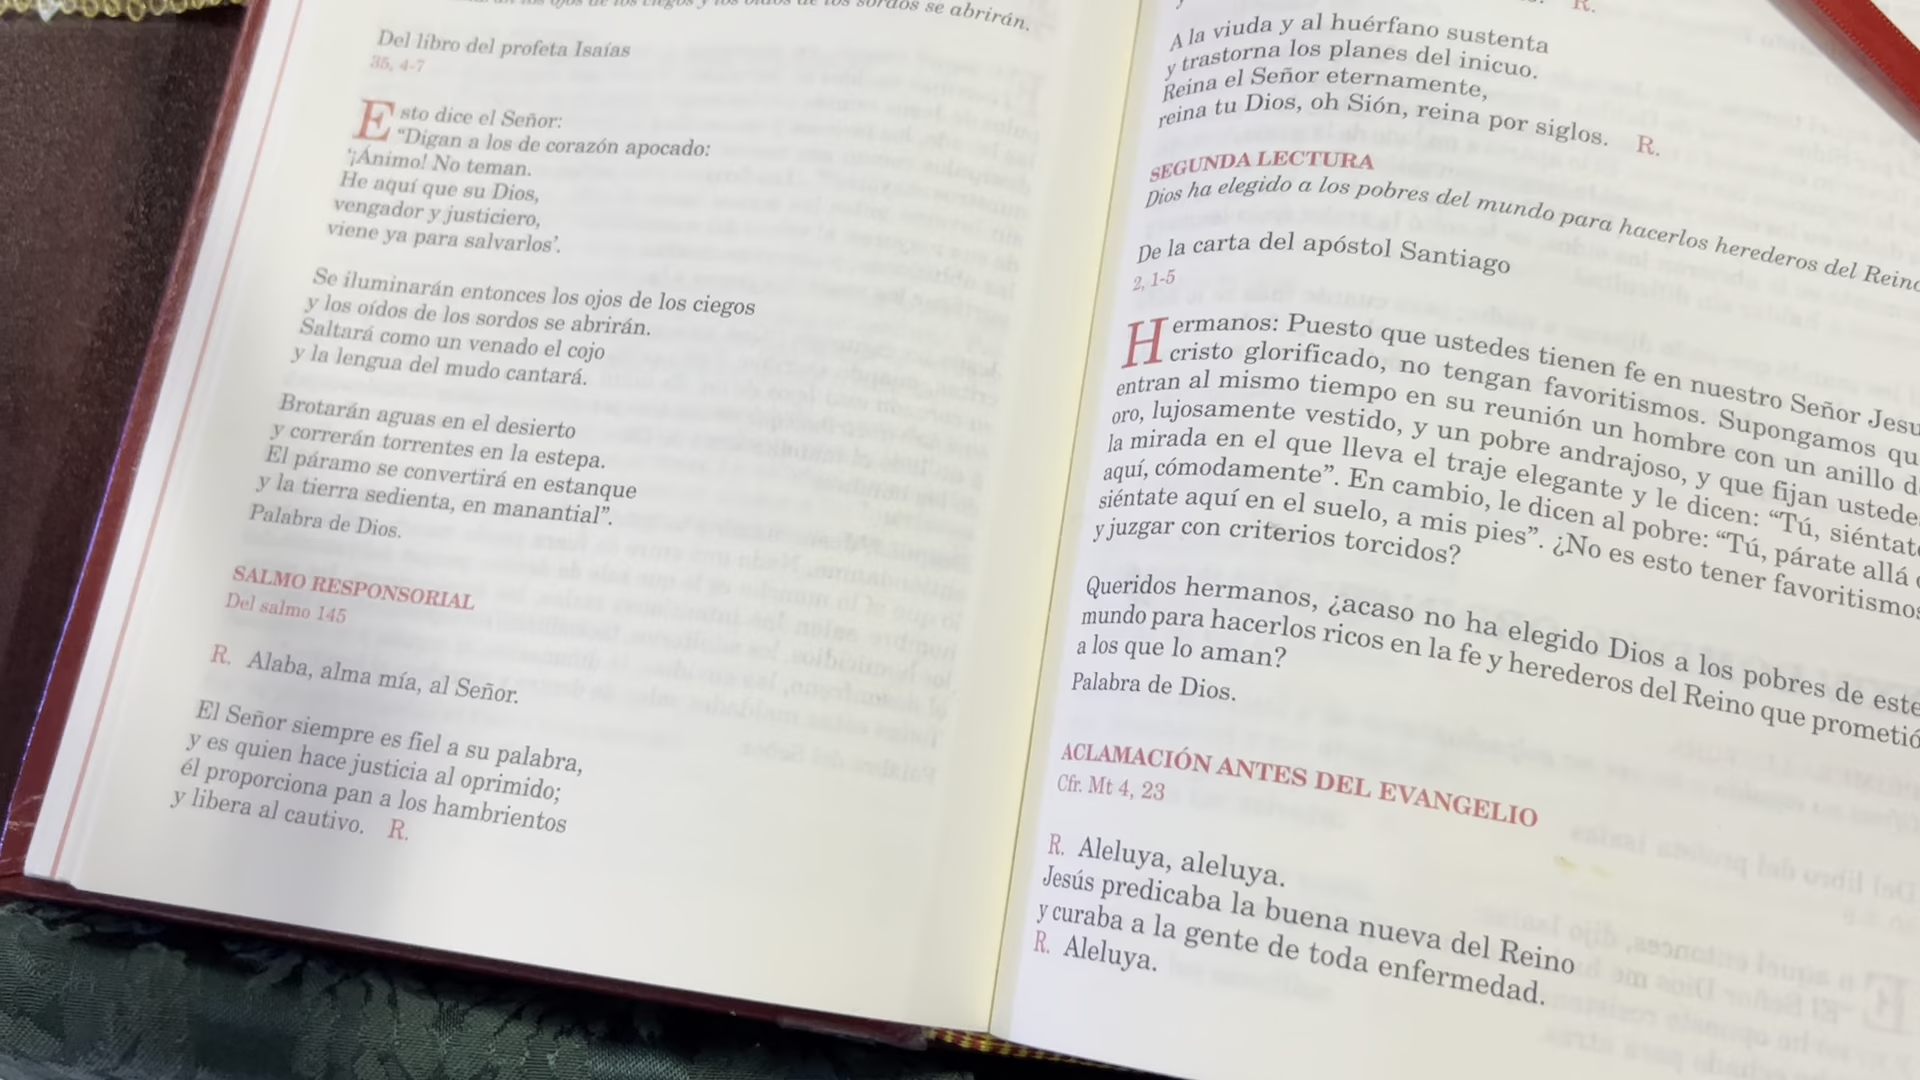 los ojos de los ciegos y los oídos de los sordos se abrirán.
Del libro del profeta Isaías
35, 4-7
Esto dice el Señor:
“Digan a los de corazón apocado:
‘¡Ánimo! No teman.
He aquí que su Dios,
vengador y justiciero,
viene ya para salvarlos’.
Se iluminarán entonces los ojos de los ciegos
y los oídos de los sordos se abrirán.
Saltará como un venado el cojo
y la lengua del mudo cantará.
Brotarán aguas en el desierto
y correrán torrentes en la estepa.
El páramo se convertirá en estanque
y la tierra sedienta, en manantial”.
Palabra de Dios.
SALMO RESPONSORIAL
Del salmo 145
R. Alaba, alma mía, al Señor.
El Señor siempre es fiel a su palabra,
y es quien hace justicia al oprimido;
él proporciona pan a los hambrientos
y libera al cautivo. R.
R.
A la viuda y al huérfano sustenta
y trastorna los planes del inicuo.
Reina el Señor eternamente,
reina tu Dios, oh Sión, reina por siglos. R.
SEGUNDA LECTURA
Dios ha elegido a los pobres del mundo para hacerlos herederos del Reino
De la carta del apóstol Santiago
2, 1-5
Hermanos: Puesto que ustedes tienen fe en nuestro Señor Jesu
cristo glorificado, no tengan favoritismos. Supongamos qu
entran al mismo tiempo en su reunión un hombre con un anillo d
oro, lujosamente vestido, y un pobre andrajoso, y que fijan ustede
la mirada en el que lleva el traje elegante y le dicen: “Tú, siéntat
aquí, cómodamente”. En cambio, le dicen al pobre: “Tú, párate allá
siéntate aquí en el suelo, a mis pies”. ¿No es esto tener favoritismos
y juzgar con criterios torcidos?
Queridos hermanos, ¿acaso no ha elegido Dios a los pobres de este
mundo para hacerlos ricos en la fe y herederos del Reino que prometió
a los que lo aman?
Palabra de Dios.
ACLAMACIÓN ANTES DEL EVANGELIO
Cfr. Mt 4, 23
R. Aleluya, aleluya.
Jesús predicaba la buena nueva del Reino
y curaba a la gente de toda enfermedad.
R. Aleluya.